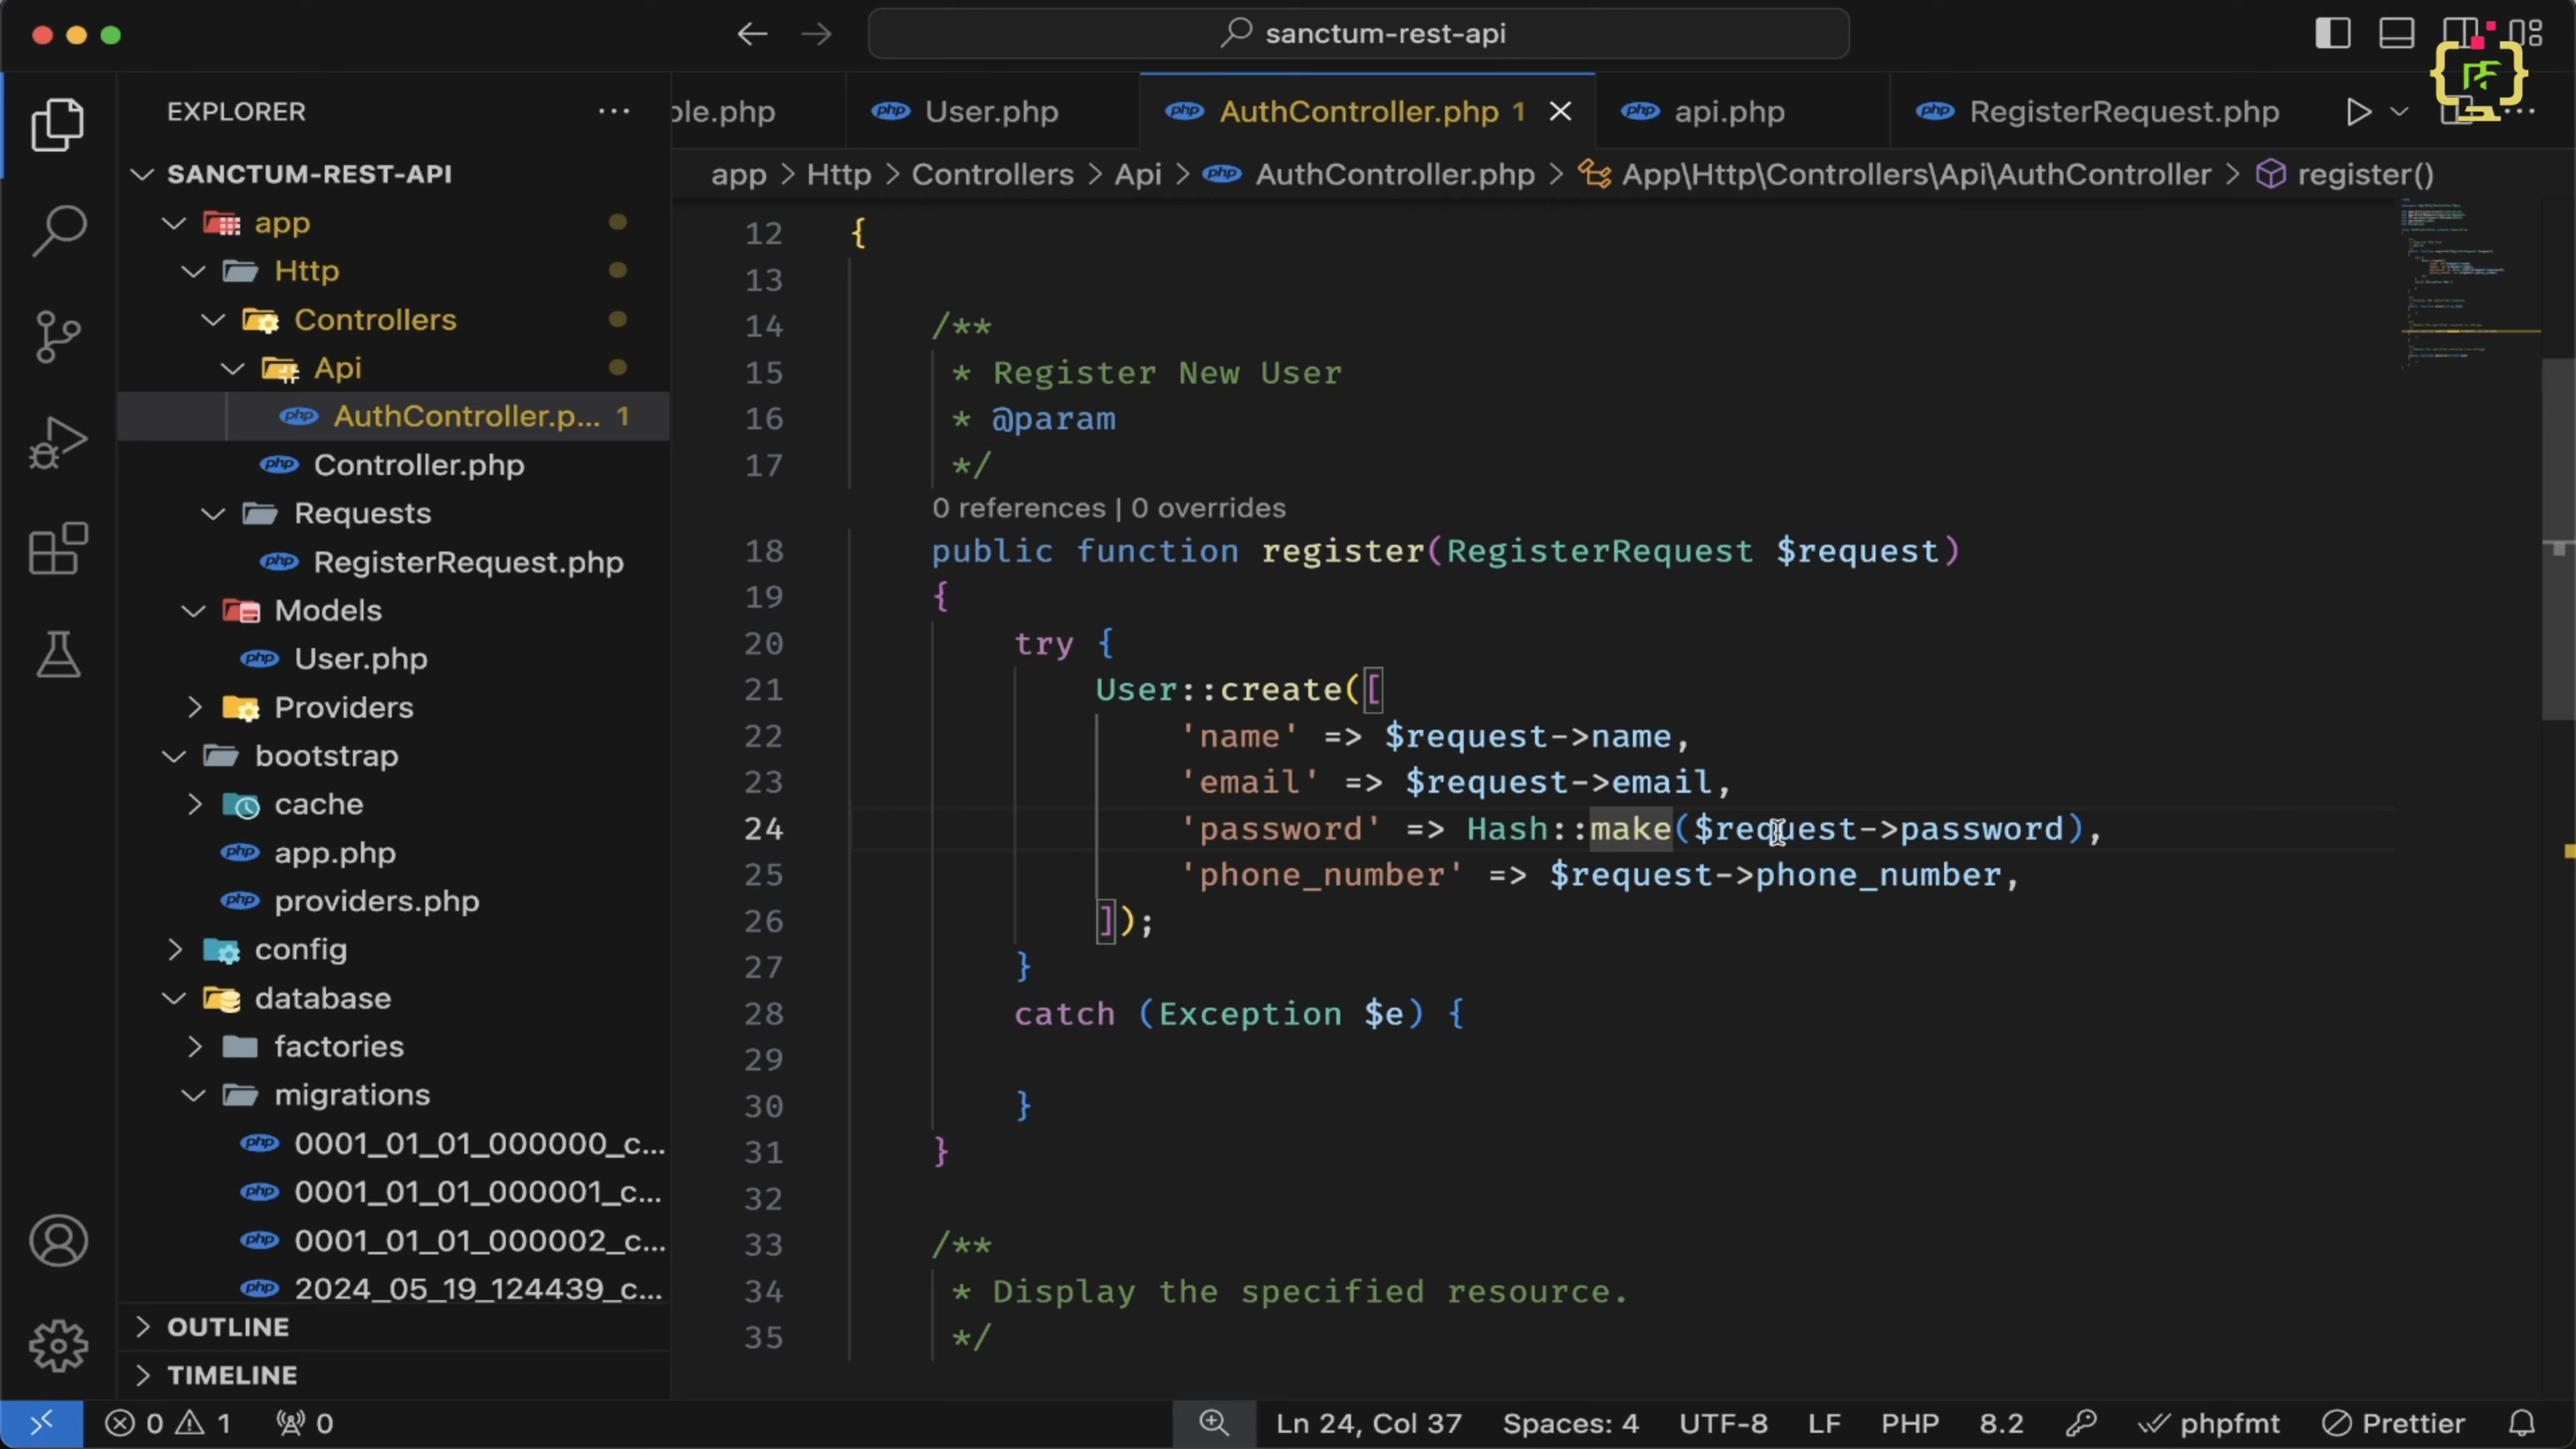 sanctum-rest-api
EXPLORER
ple.php
User.php
AuthController.php 1
api.php
RegisterRequest.php
app > Http > Controllers > Api > AuthController.php > App\Http\Controllers\Api\AuthController > register()
SANCTUM-REST-API
app
Http
Controllers
Api
AuthController.p... 1
Controller.php
Requests
RegisterRequest.php
Models
User.php
Providers
bootstrap
cache
app.php
providers.php
config
database
factories
migrations
0001_01_01_000000_c...
0001_01_01_000001_c...
0001_01_01_000002_c...
2024_05_19_124439_c...
OUTLINE
TIMELINE
12 {
13
14 /**
15 * Register New User
16 * @param
17 */
0 references | 0 overrides
18 public function register(RegisterRequest $request)
19 {
20 try {
21 User::create([
22 'name' => $request->name,
23 'email' => $request->email,
24 'password' => Hash::make($request->password),
25 'phone_number' => $request->phone_number,
26 ]);
27 }
28 catch (Exception $e) {
29
30 }
31 }
32
33 /**
34 * Display the specified resource.
35 */
0 1 0
Ln 24, Col 37 Spaces: 4 UTF-8 LF PHP 8.2 phpfmt Prettier